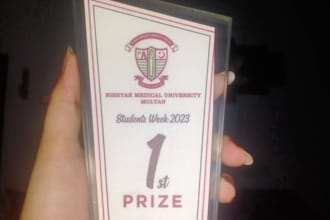 NISHTAR MEDICAL UNIVERSITY
MULTAN
Students Week 2023
1st
PRIZE